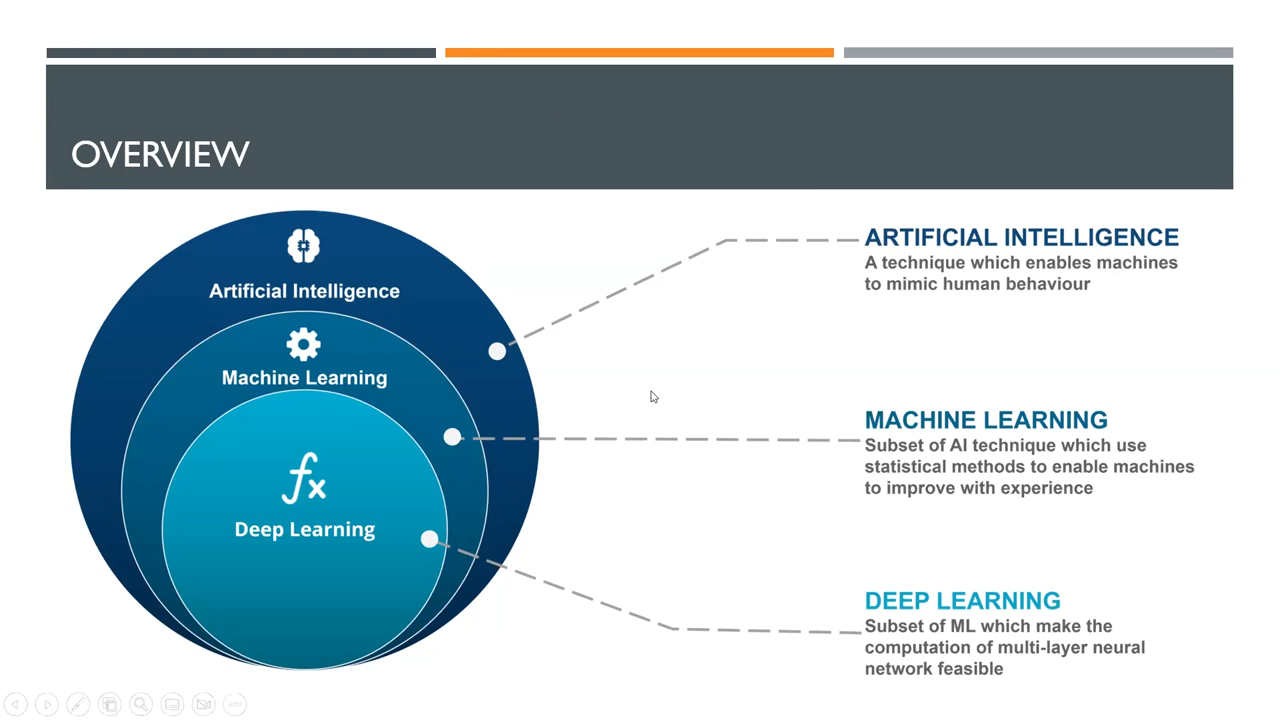 OVERVIEW
Artificial Intelligence
Machine Learning
fx
Deep Learning
ARTIFICIAL INTELLIGENCE
A technique which enables machines
to mimic human behaviour
MACHINE LEARNING
Subset of AI technique which use
statistical methods to enable machines
to improve with experience
DEEP LEARNING
Subset of ML which make the
computation of multi-layer neural
network feasible